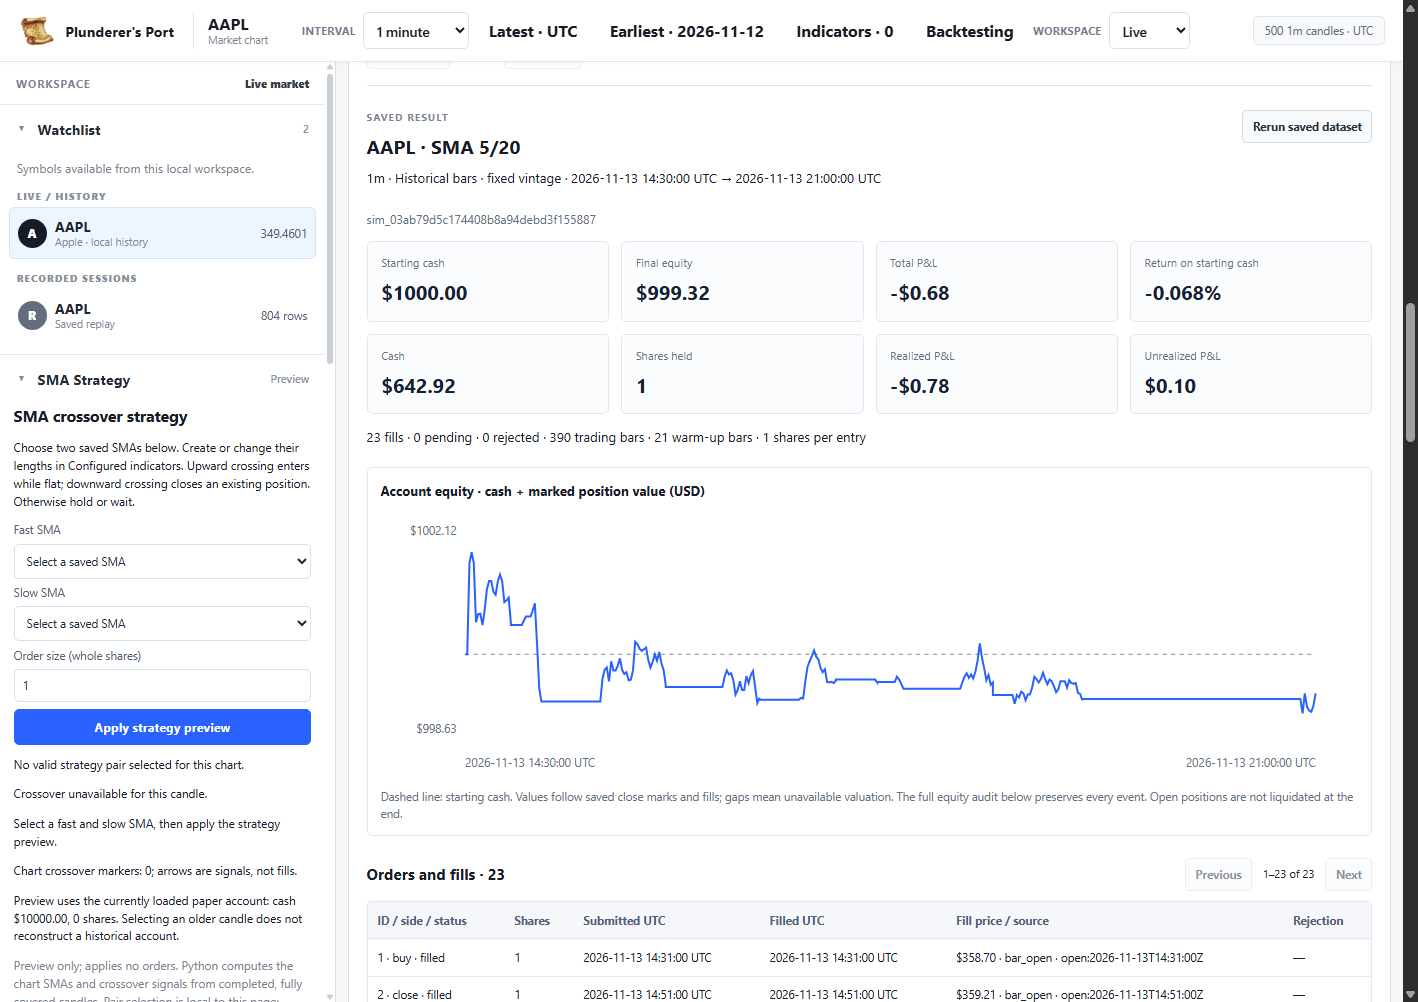 Plunderer's Port
AAPL
Market chart
INTERVAL
1 minute
Latest · UTC
Earliest · 2026-11-12
Indicators · 0
Backtesting
WORKSPACE
Live
500 1m candles · UTC
WORKSPACE
Live market
Watchlist
2
Symbols available from this local workspace.
LIVE / HISTORY
A
AAPL
Apple · local history
349.4601
RECORDED SESSIONS
R
AAPL
Saved replay
804 rows
SMA Strategy
Preview
SMA crossover strategy
Choose two saved SMAs below. Create or change their
lengths in Configured indicators. Upward crossing enters
while flat; downward crossing closes an existing position.
Otherwise hold or wait.
Fast SMA
Select a saved SMA
Slow SMA
Select a saved SMA
Order size (whole shares)
1
Apply strategy preview
No valid strategy pair selected for this chart.
Crossover unavailable for this candle.
Select a fast and slow SMA, then apply the strategy
preview.
Chart crossover markers: 0; arrows are signals, not fills.
Preview uses the currently loaded paper account: cash
$10000.00, 0 shares. Selecting an older candle does not
reconstruct a historical account.
Preview only; applies no orders. Python computes the
chart SMAs and crossover signals from completed, fully
covered candles. Pair selection is local to this page;
SAVED RESULT
AAPL · SMA 5/20
Rerun saved dataset
1m · Historical bars · fixed vintage · 2026-11-13 14:30:00 UTC → 2026-11-13 21:00:00 UTC
sim_03ab79d5c174408b8a94debd3f155887
Starting cash
$1000.00
Final equity
$999.32
Total P&L
-$0.68
Return on starting cash
-0.068%
Cash
$642.92
Shares held
1
Realized P&L
-$0.78
Unrealized P&L
$0.10
23 fills · 0 pending · 0 rejected · 390 trading bars · 21 warm-up bars · 1 shares per entry
Account equity · cash + marked position value (USD)
$1002.12
$998.63
2026-11-13 14:30:00 UTC
2026-11-13 21:00:00 UTC
Dashed line: starting cash. Values follow saved close marks and fills; gaps mean unavailable valuation. The full equity audit below preserves every event. Open positions are not liquidated at the
end.
Orders and fills · 23
Previous
1–23 of 23
Next
ID / side / status
Shares
Submitted UTC
Filled UTC
Fill price / source
Rejection
1 · buy · filled
1
2026-11-13 14:31:00 UTC
2026-11-13 14:31:00 UTC
$358.70 · bar_open · open:2026-11-13T14:31:00Z
—
2 · close · filled
1
2026-11-13 14:51:00 UTC
2026-11-13 14:51:00 UTC
$359.21 · bar_open · open:2026-11-13T14:51:00Z
—